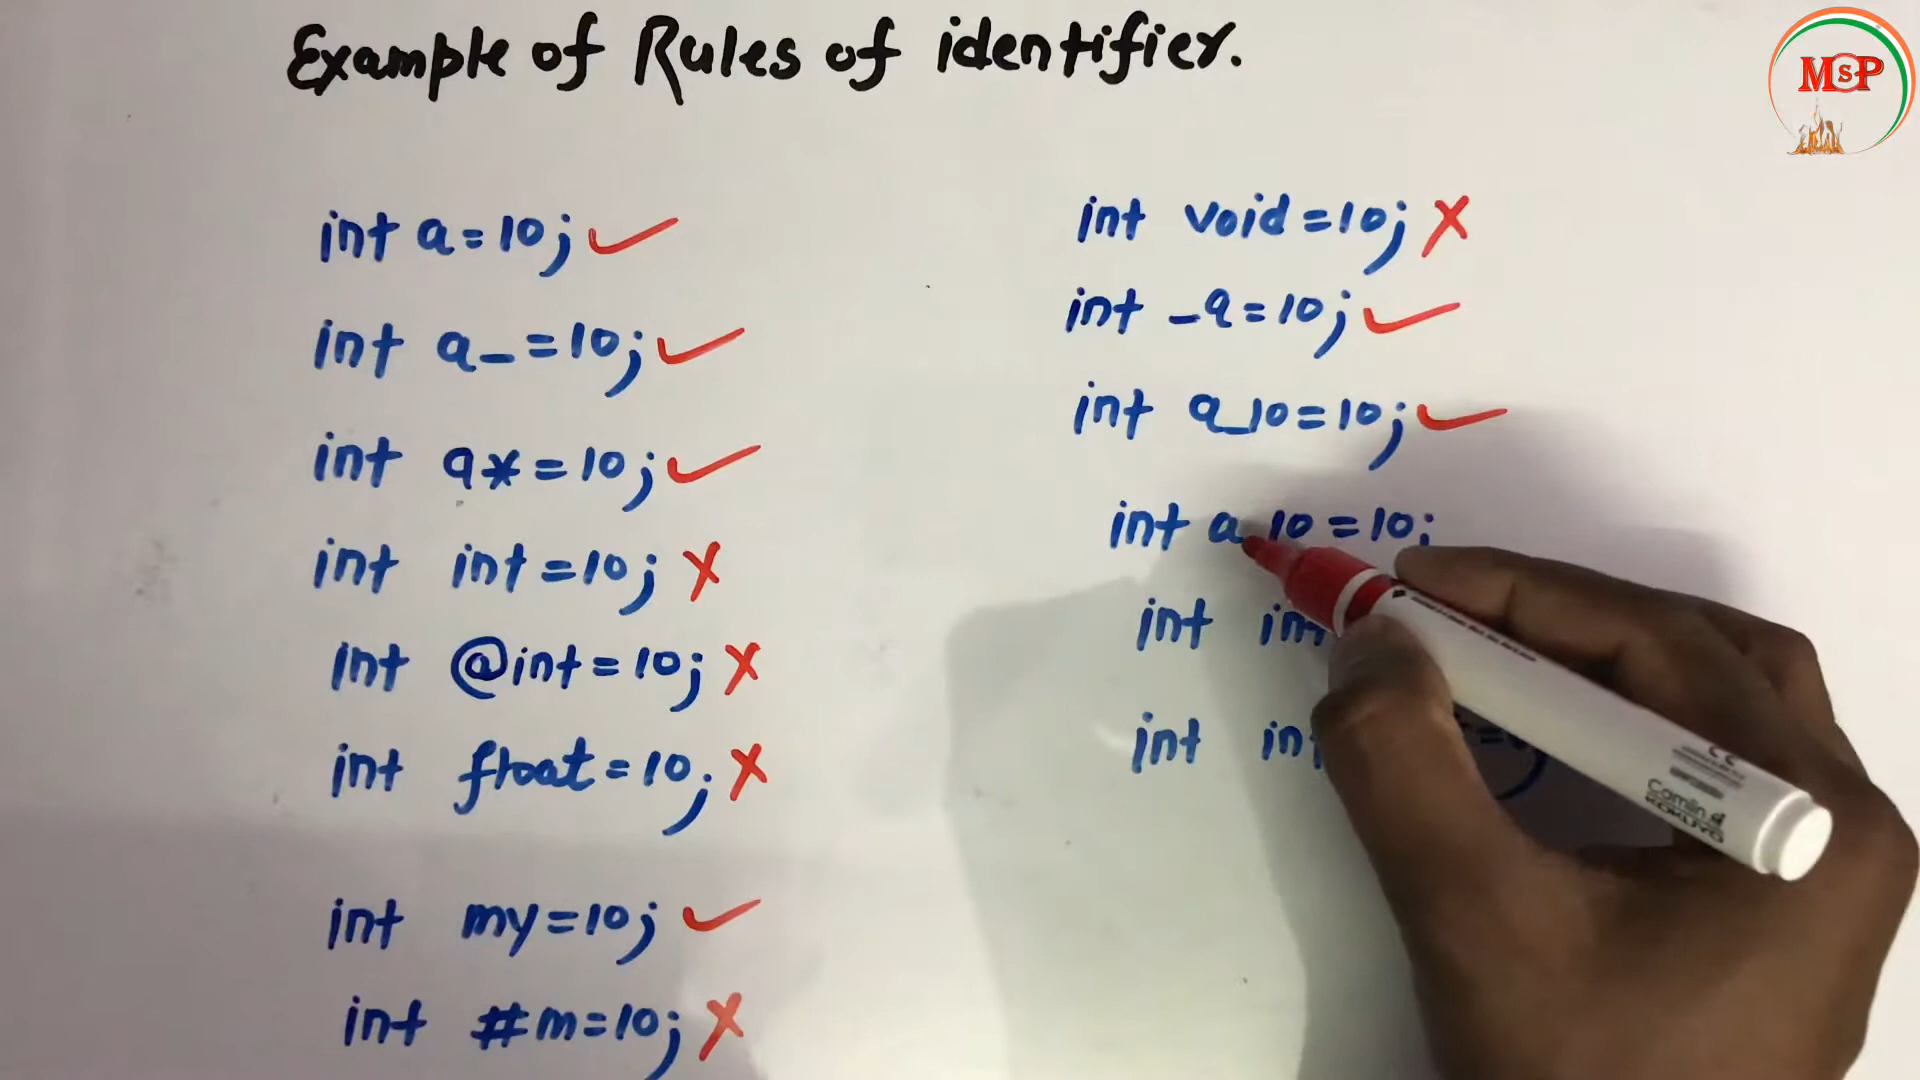 Example of Rules of identifier.
MSP
int a=10; ✓
int a_=10; ✓
int a*=10; ✓
int int=10; X
int @int=10; X
int float=10; X
int my=10; ✓
int #m=10; X
int void=10; X
int _a=10; ✓
int a_10=10; ✓
int a 10=10;
int
int
Camlin
KOKUYO